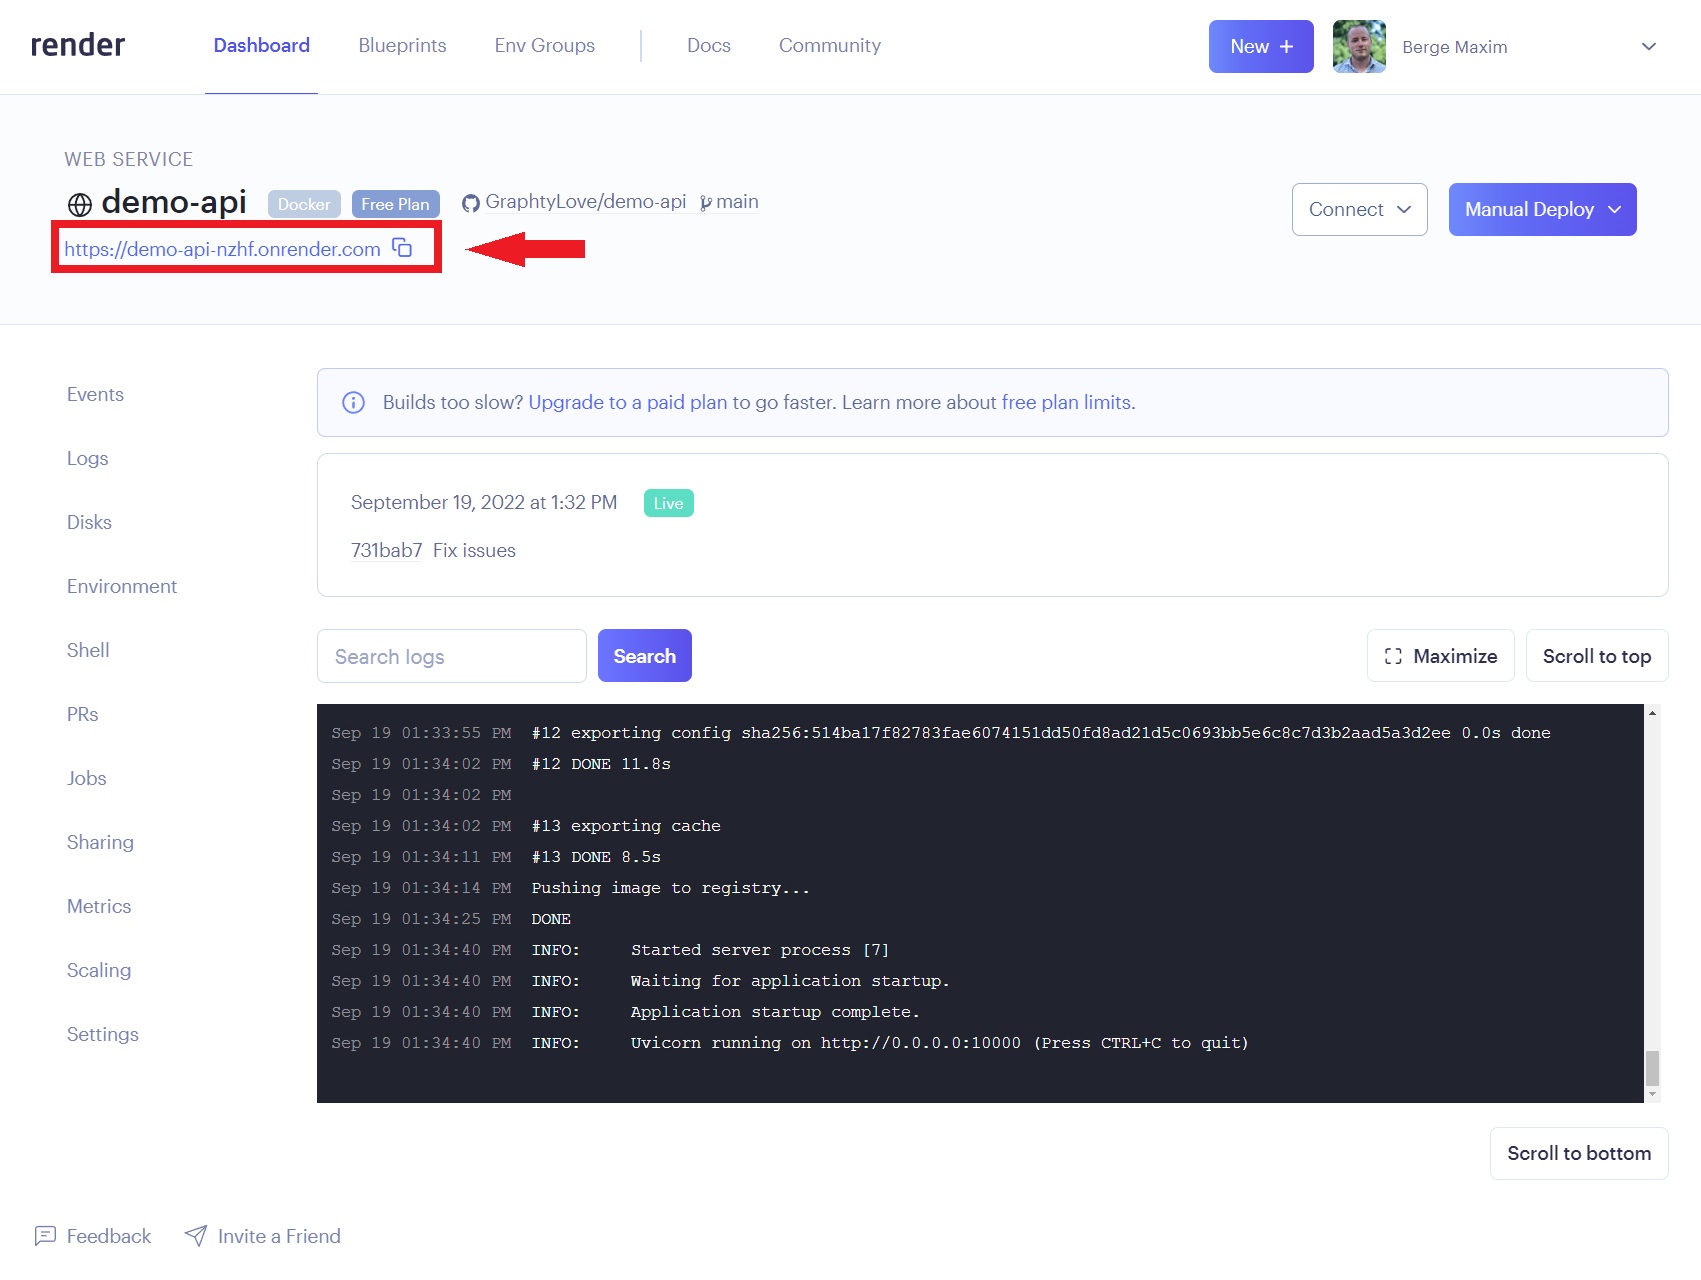 render Dashboard Blueprints Env Groups Docs Community New + Berge Maxim
WEB SERVICE
demo-api Docker Free Plan GraphtyLove/demo-api main
Connect Manual Deploy
https://demo-api-nzhf.onrender.com
Events
Logs
Disks
Environment
Shell
PRs
Jobs
Sharing
Metrics
Scaling
Settings
Builds too slow? Upgrade to a paid plan to go faster. Learn more about free plan limits.
September 19, 2022 at 1:32 PM Live
731bab7 Fix issues
Search logs Search Maximize Scroll to top
Sep 19 01:33:55 PM #12 exporting config sha256:514ba17f82783fae6074151dd50fd8ad21d5c0693bb5e6c8c7d3b2aad5a3d2ee 0.0s done
Sep 19 01:34:02 PM #12 DONE 11.8s
Sep 19 01:34:02 PM
Sep 19 01:34:02 PM #13 exporting cache
Sep 19 01:34:11 PM #13 DONE 8.5s
Sep 19 01:34:14 PM Pushing image to registry...
Sep 19 01:34:25 PM DONE
Sep 19 01:34:40 PM INFO: Started server process [7]
Sep 19 01:34:40 PM INFO: Waiting for application startup.
Sep 19 01:34:40 PM INFO: Application startup complete.
Sep 19 01:34:40 PM INFO: Uvicorn running on http://0.0.0.0:10000 (Press CTRL+C to quit)
Scroll to bottom
Feedback Invite a Friend